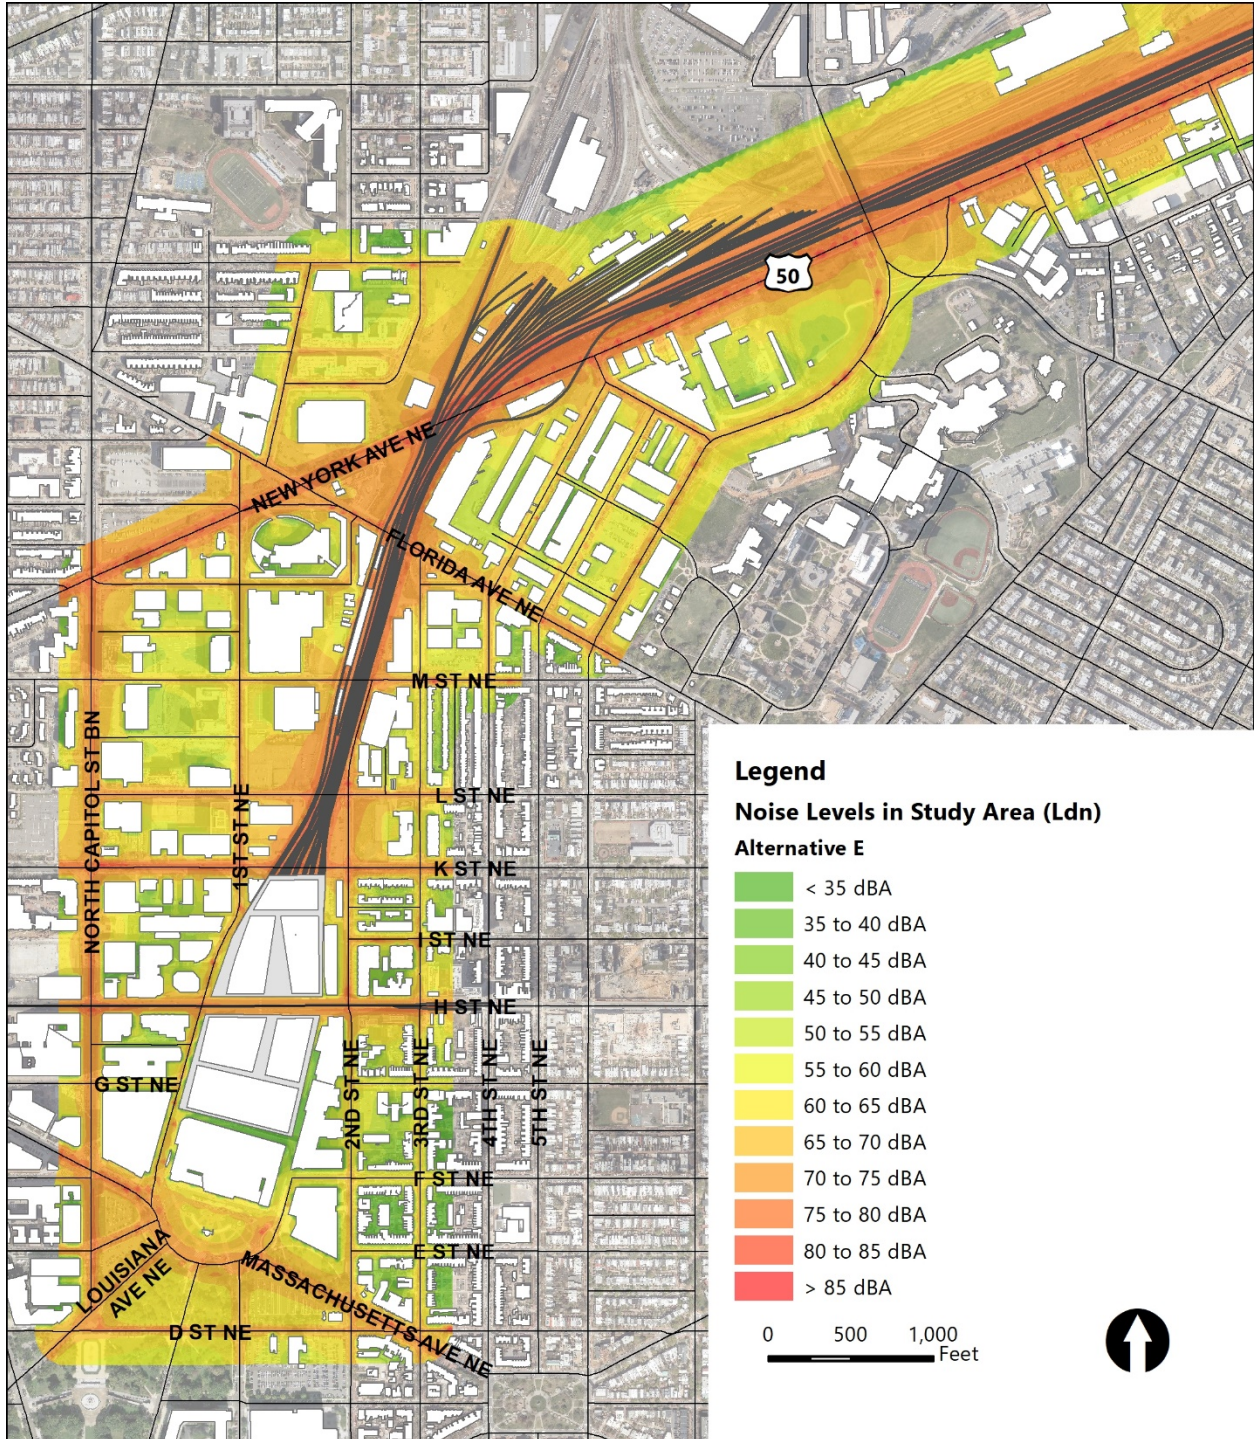 50
NEW YORK AVE NE
FLORIDA AVE NE
M ST NE
NORTH CAPITOL ST BN
1ST ST NE
L ST NE
K ST NE
I ST NE
H ST NE
G ST NE
2ND ST NE
3RD ST NE
4TH ST NE
5TH ST NE
F ST NE
E ST NE
LOUISIANA
AVE NE
MASSACHUSETTS AVE NE
D ST NE
Legend
Noise Levels in Study Area (Ldn)
Alternative E
< 35 dBA
35 to 40 dBA
40 to 45 dBA
45 to 50 dBA
50 to 55 dBA
55 to 60 dBA
60 to 65 dBA
65 to 70 dBA
70 to 75 dBA
75 to 80 dBA
80 to 85 dBA
> 85 dBA
0 500 1,000
Feet